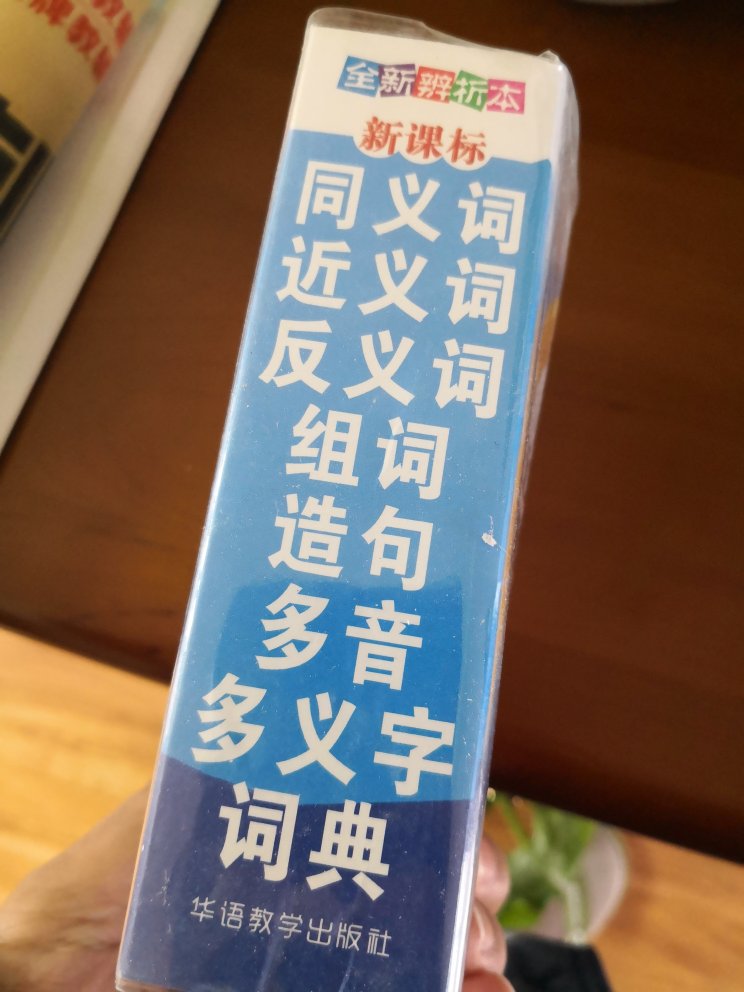 全新辨析本
新课标
同义词
近义词
反义词
组词
造句
多音
多义字
词典
华语教学出版社